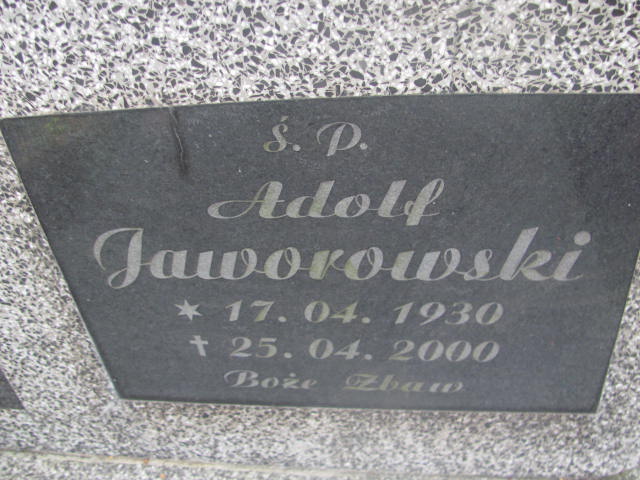 Ś. P.
Adolf
Jaworowski
* 17. 04. 1930
✝ 25. 04. 2000
Boże Zbaw